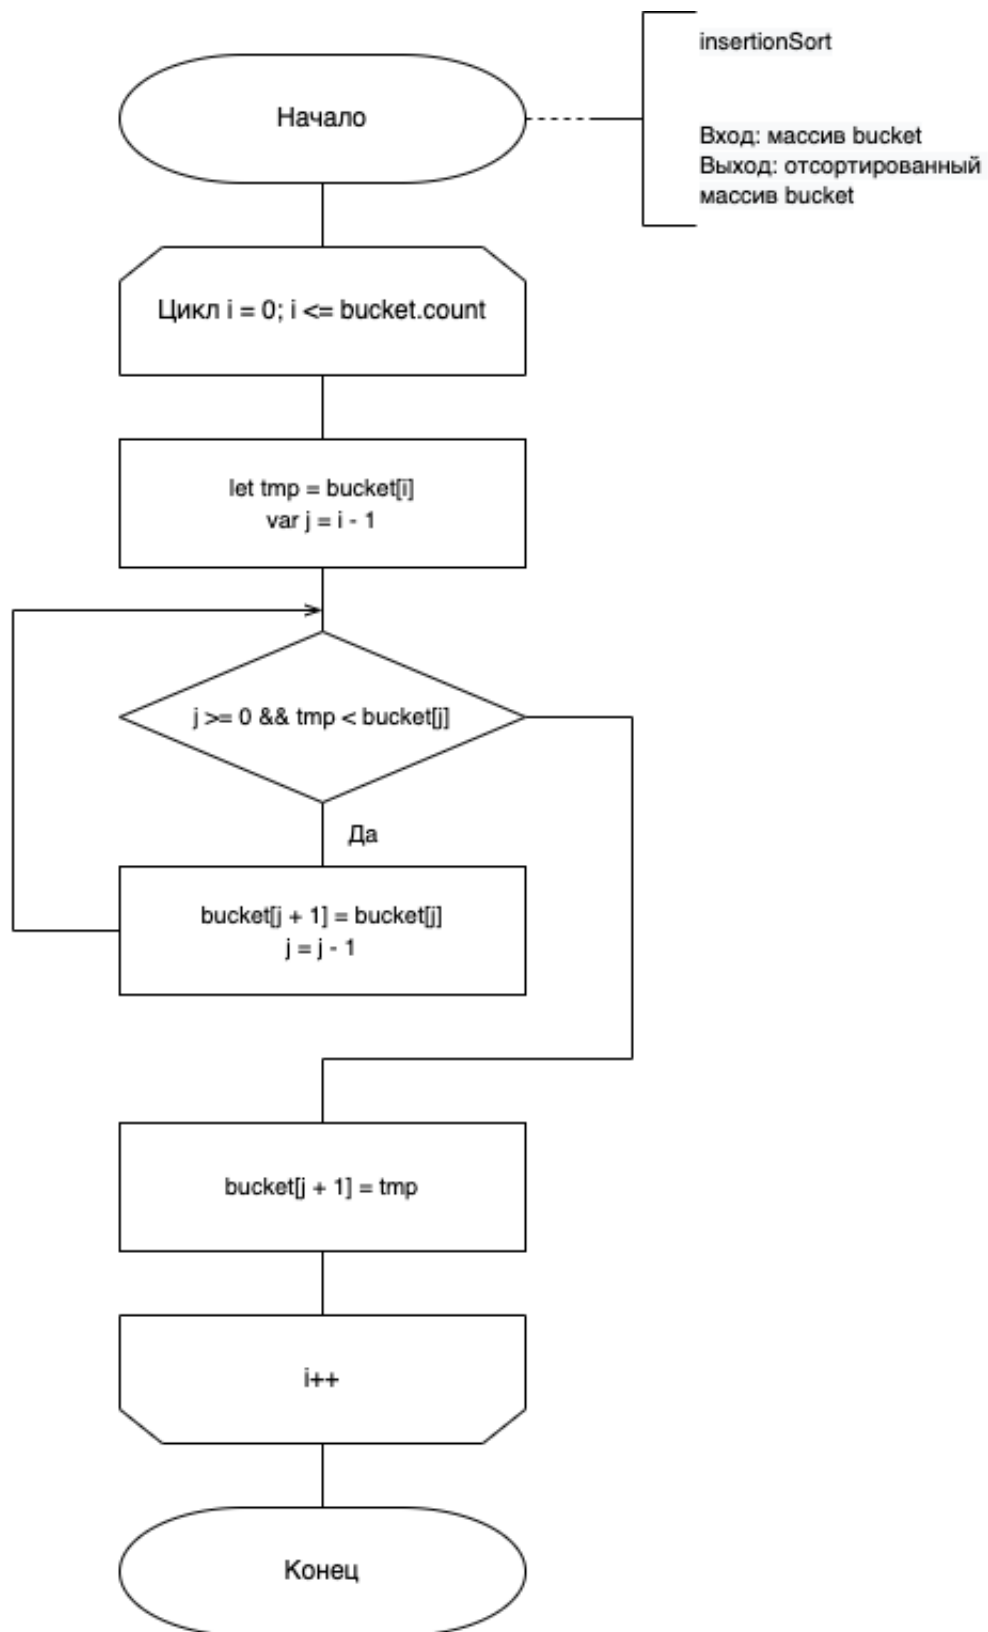 insertionSort
Начало
Вход: массив bucket
Выход: отсортированный
массив bucket
Цикл i = 0; i <= bucket.count
let tmp = bucket[i]
var j = i - 1
j >= 0 && tmp < bucket[j]
Да
bucket[j + 1] = bucket[j]
j = j - 1
bucket[j + 1] = tmp
i++
Конец